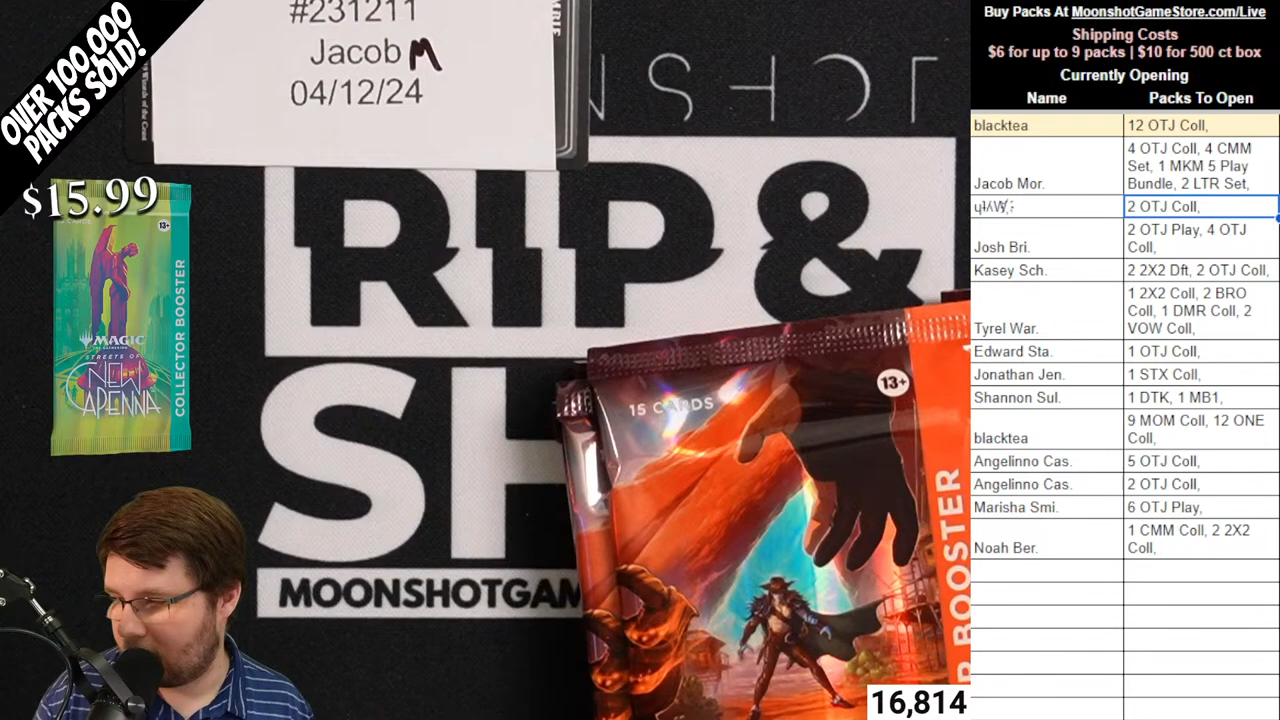 OVER 100,000
PACKS SOLD!
$15.99
13+
MAGIC
THE GATHERING
STREETS OF
NEW
CAPENNA
COLLECTOR BOOSTER
#231211
Jacob M
04/12/24
RIP &
SH
MOONSHOTGAM
15 CARDS
13+
R BOOSTER
16,814
Buy Packs At MoonshotGameStore.com/Live
Shipping Costs
$6 for up to 9 packs | $10 for 500 ct box
Currently Opening
Name Packs To Open
blacktea 12 OTJ Coll,
Jacob Mor. 4 OTJ Coll, 4 CMM
Set, 1 MKM 5 Play
Bundle, 2 LTR Set,
2 OTJ Coll,
Josh Bri. 2 OTJ Play, 4 OTJ
Coll,
Kasey Sch. 2 2X2 Dft, 2 OTJ Coll,
Tyrel War. 1 2X2 Coll, 2 BRO
Coll, 1 DMR Coll, 2
VOW Coll,
Edward Sta. 1 OTJ Coll,
Jonathan Jen. 1 STX Coll,
Shannon Sul. 1 DTK, 1 MB1,
blacktea 9 MOM Coll, 12 ONE
Coll,
Angelinno Cas. 5 OTJ Coll,
Angelinno Cas. 2 OTJ Coll,
Marisha Smi. 6 OTJ Play,
Noah Ber. 1 CMM Coll, 2 2X2
Coll,